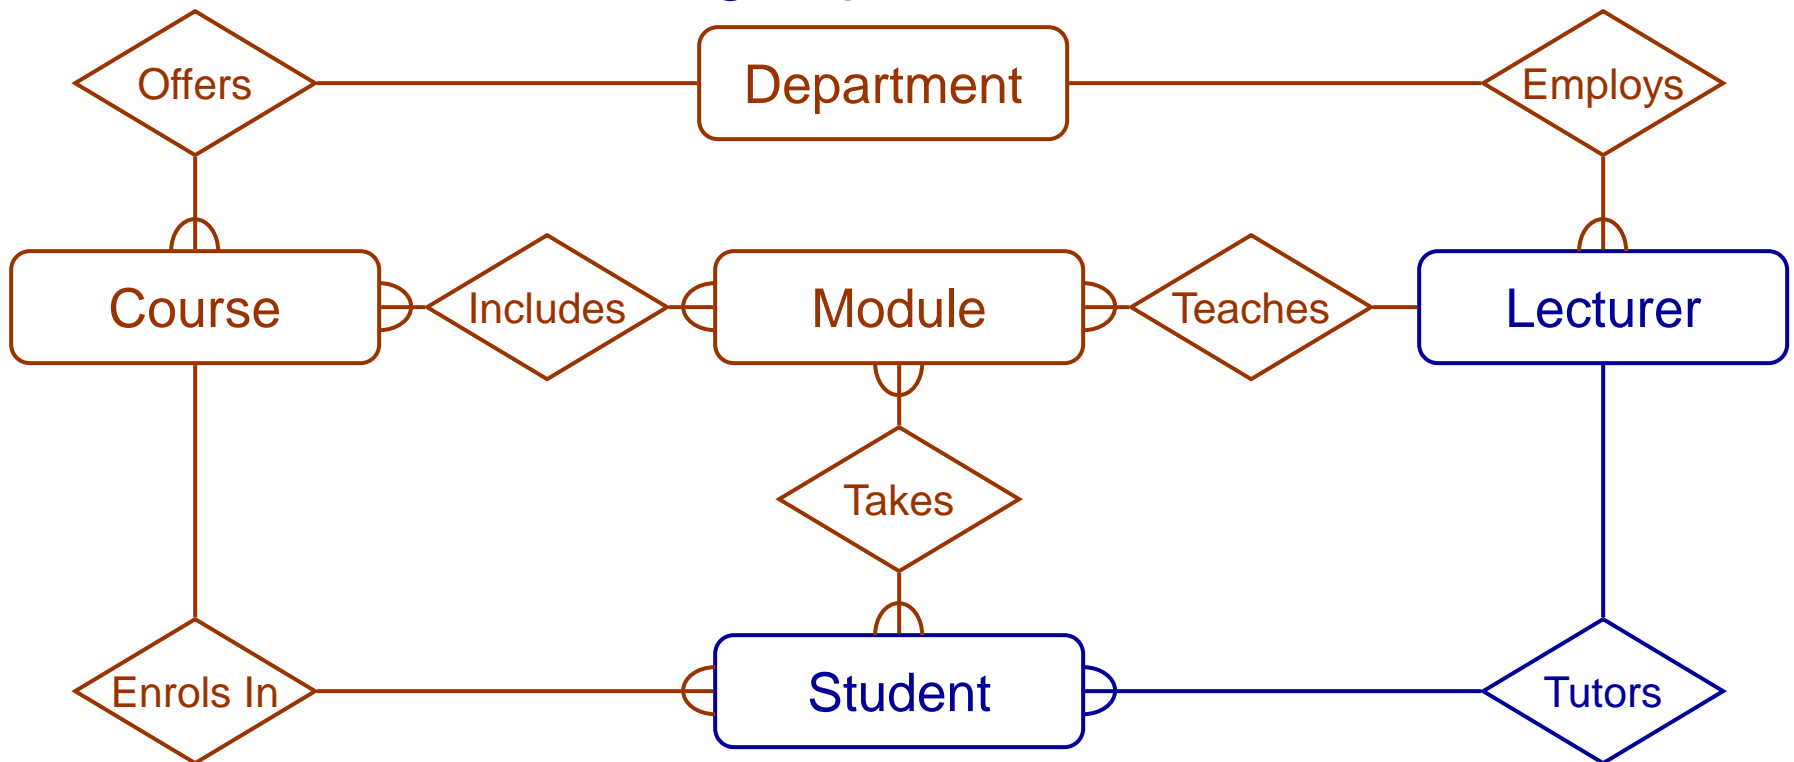 Offers
Department
Employs
Course
Includes
Module
Teaches
Lecturer
Takes
Enrols In
Student
Tutors